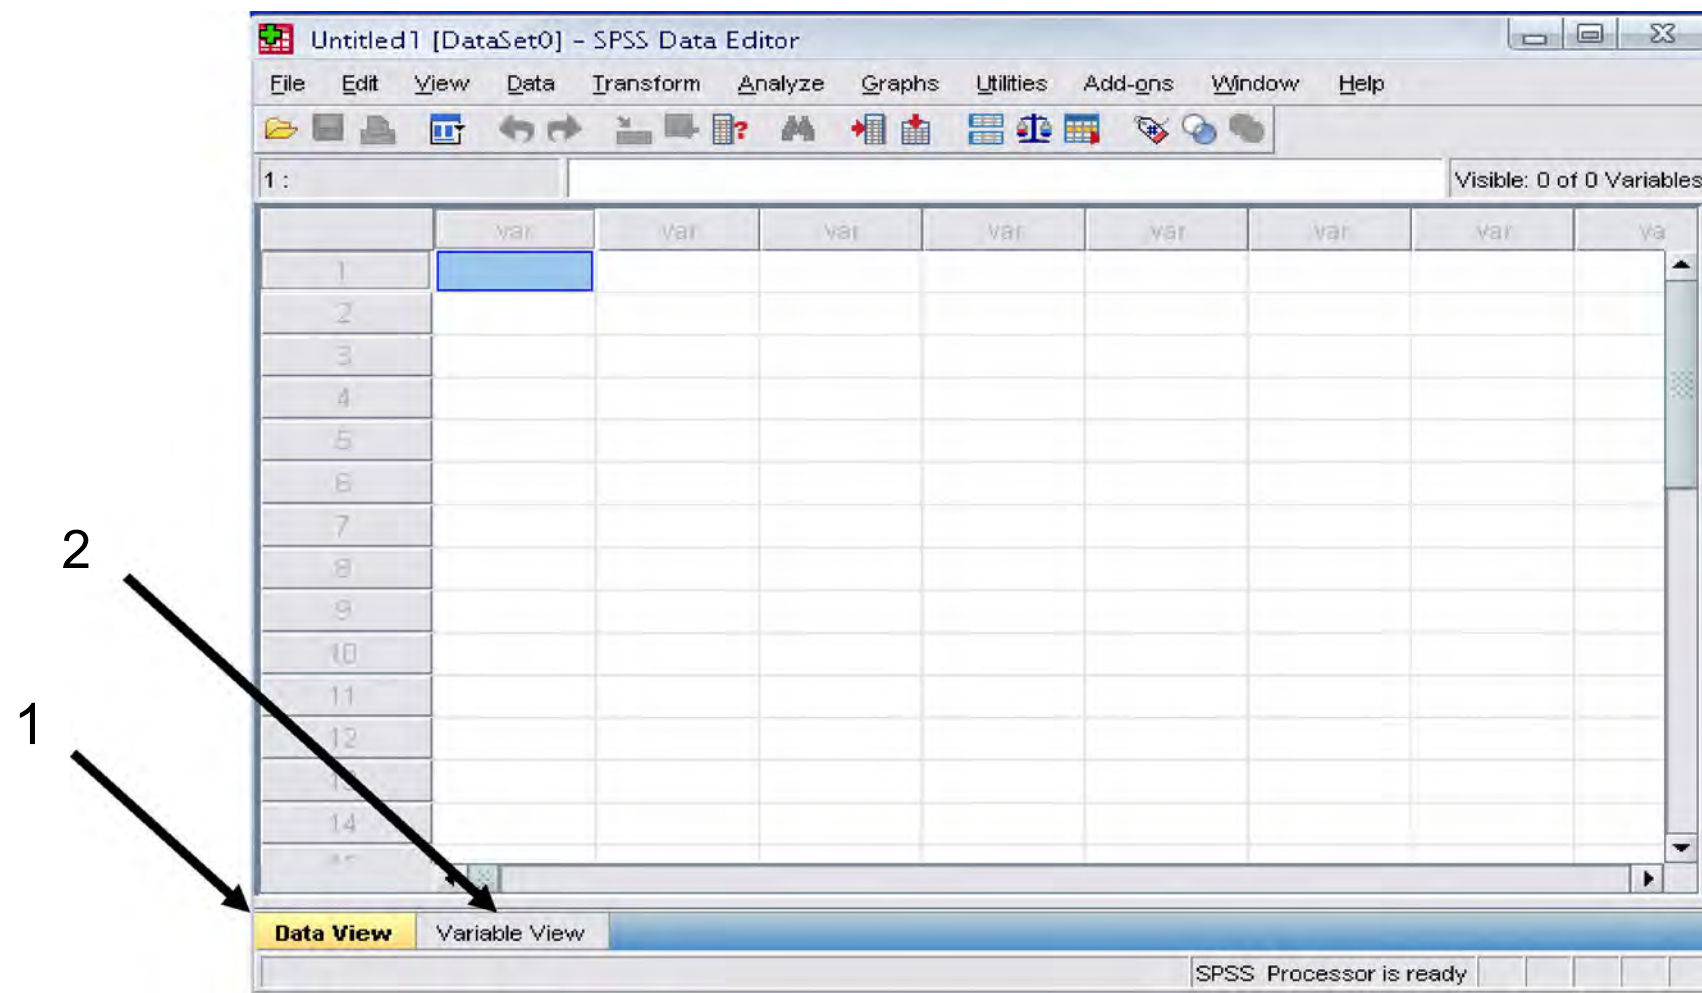 Untitled1 [DataSet0] - SPSS Data Editor
File Edit View Data Transform Analyze Graphs Utilities Add-ons Window Help
1 :
Visible: 0 of 0 Variables
var var var var var var var va
1
2
3
4
5
6
7
8
9
10
11
12
14
2
1
Data View Variable View
SPSS Processor is ready